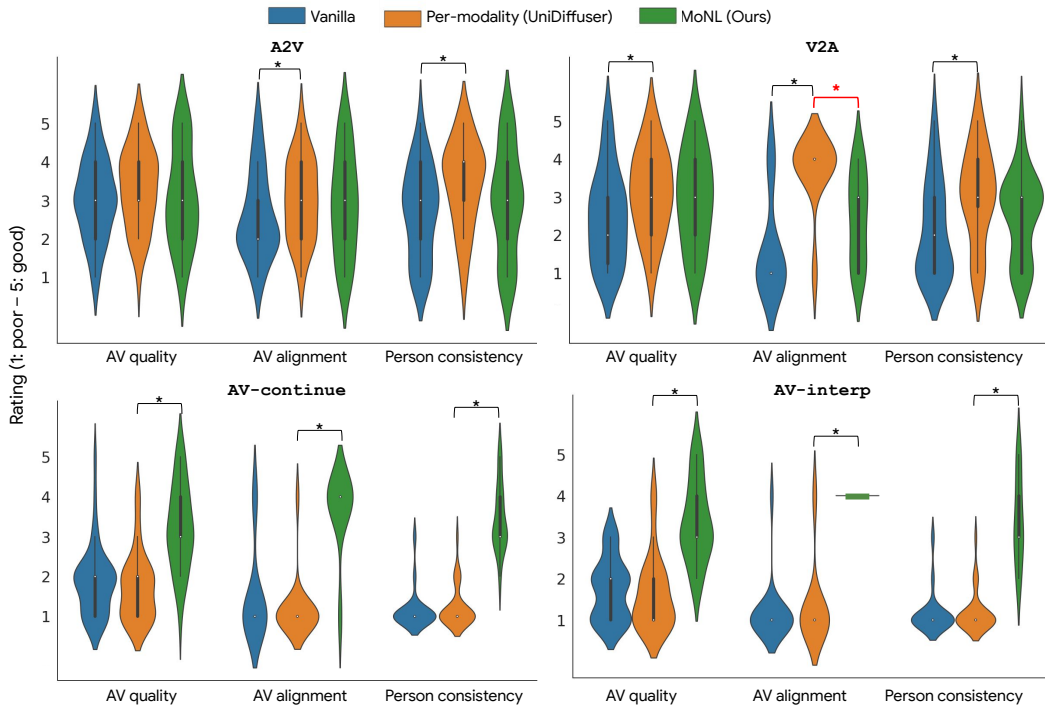 Vanilla Per-modality (UniDiffuser) MoNL (Ours)
Rating (1: poor – 5: good)
A2V
* *
5
4
3
2
1
AV quality AV alignment Person consistency
V2A
* * * *
5
4
3
2
1
AV quality AV alignment Person consistency
AV-continue
* * *
5
4
3
2
1
AV quality AV alignment Person consistency
AV-interp
* * *
5
4
3
2
1
AV quality AV alignment Person consistency